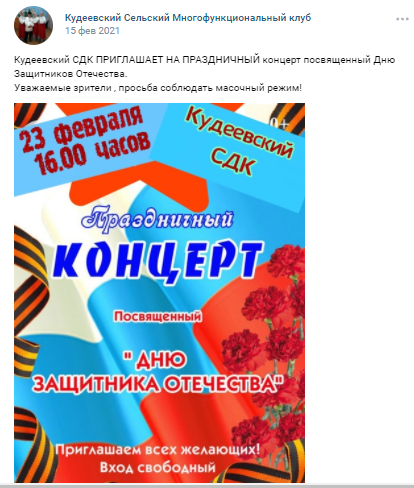 Кудеевский Сельский Многофункциональный клуб
15 фев 2021
Кудеевский СДК ПРИГЛАШАЕТ НА ПРАЗДНИЧНЫЙ концерт посвященный Дню
Защитников Отечества.
Уважаемые зрители , просьба соблюдать масочный режим!
23 февраля
16.00 часов
0+
Кудеевский
СДК
Праздничный
КОНЦЕРТ
Посвященный
" ДНЮ
ЗАЩИТНИКА ОТЕЧЕСТВА"
Приглашаем всех желающих!
Вход свободный